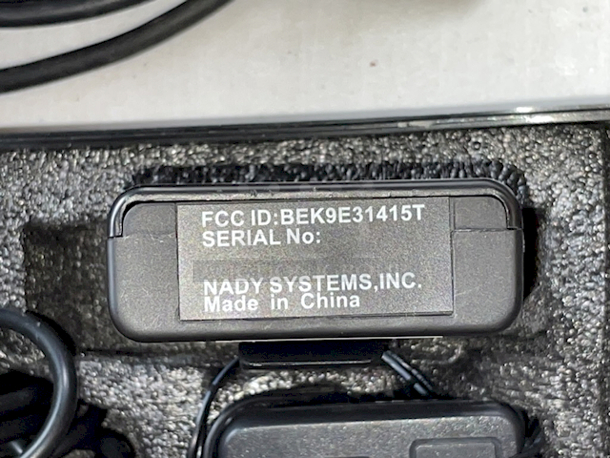 FCC ID:BEK9E31415T
SERIAL No:
NADY SYSTEMS,INC.
Made in China